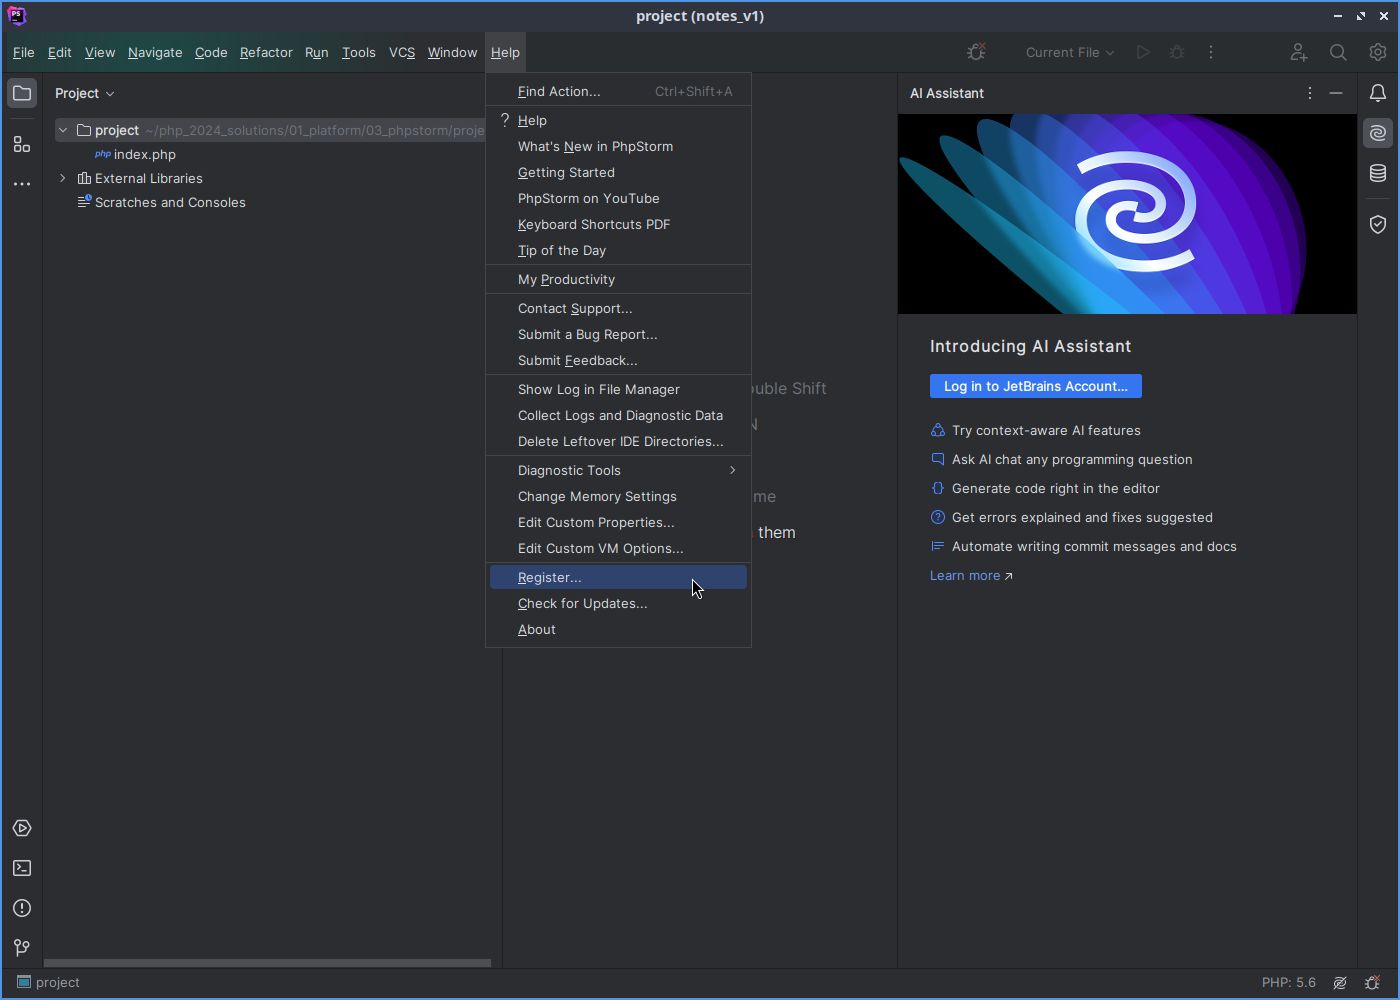 project (notes_v1)
File Edit View Navigate Code Refactor Run Tools VCS Window Help Current File
Project
project ~/php_2024_solutions/01_platform/03_phpstorm/proje
php index.php
External Libraries
Scratches and Consoles
Find Action... Ctrl+Shift+A
? Help
What's New in PhpStorm
Getting Started
PhpStorm on YouTube
Keyboard Shortcuts PDF
Tip of the Day
My Productivity
Contact Support...
Submit a Bug Report...
Submit Feedback...
Show Log in File Manager
Collect Logs and Diagnostic Data
Delete Leftover IDE Directories...
Diagnostic Tools
Change Memory Settings
Edit Custom Properties...
Edit Custom VM Options...
Register...
Check for Updates...
About
Shift
them
AI Assistant
Introducing AI Assistant
Log in to JetBrains Account...
Try context-aware AI features
Ask AI chat any programming question
Generate code right in the editor
Get errors explained and fixes suggested
Automate writing commit messages and docs
Learn more
project
PHP: 5.6